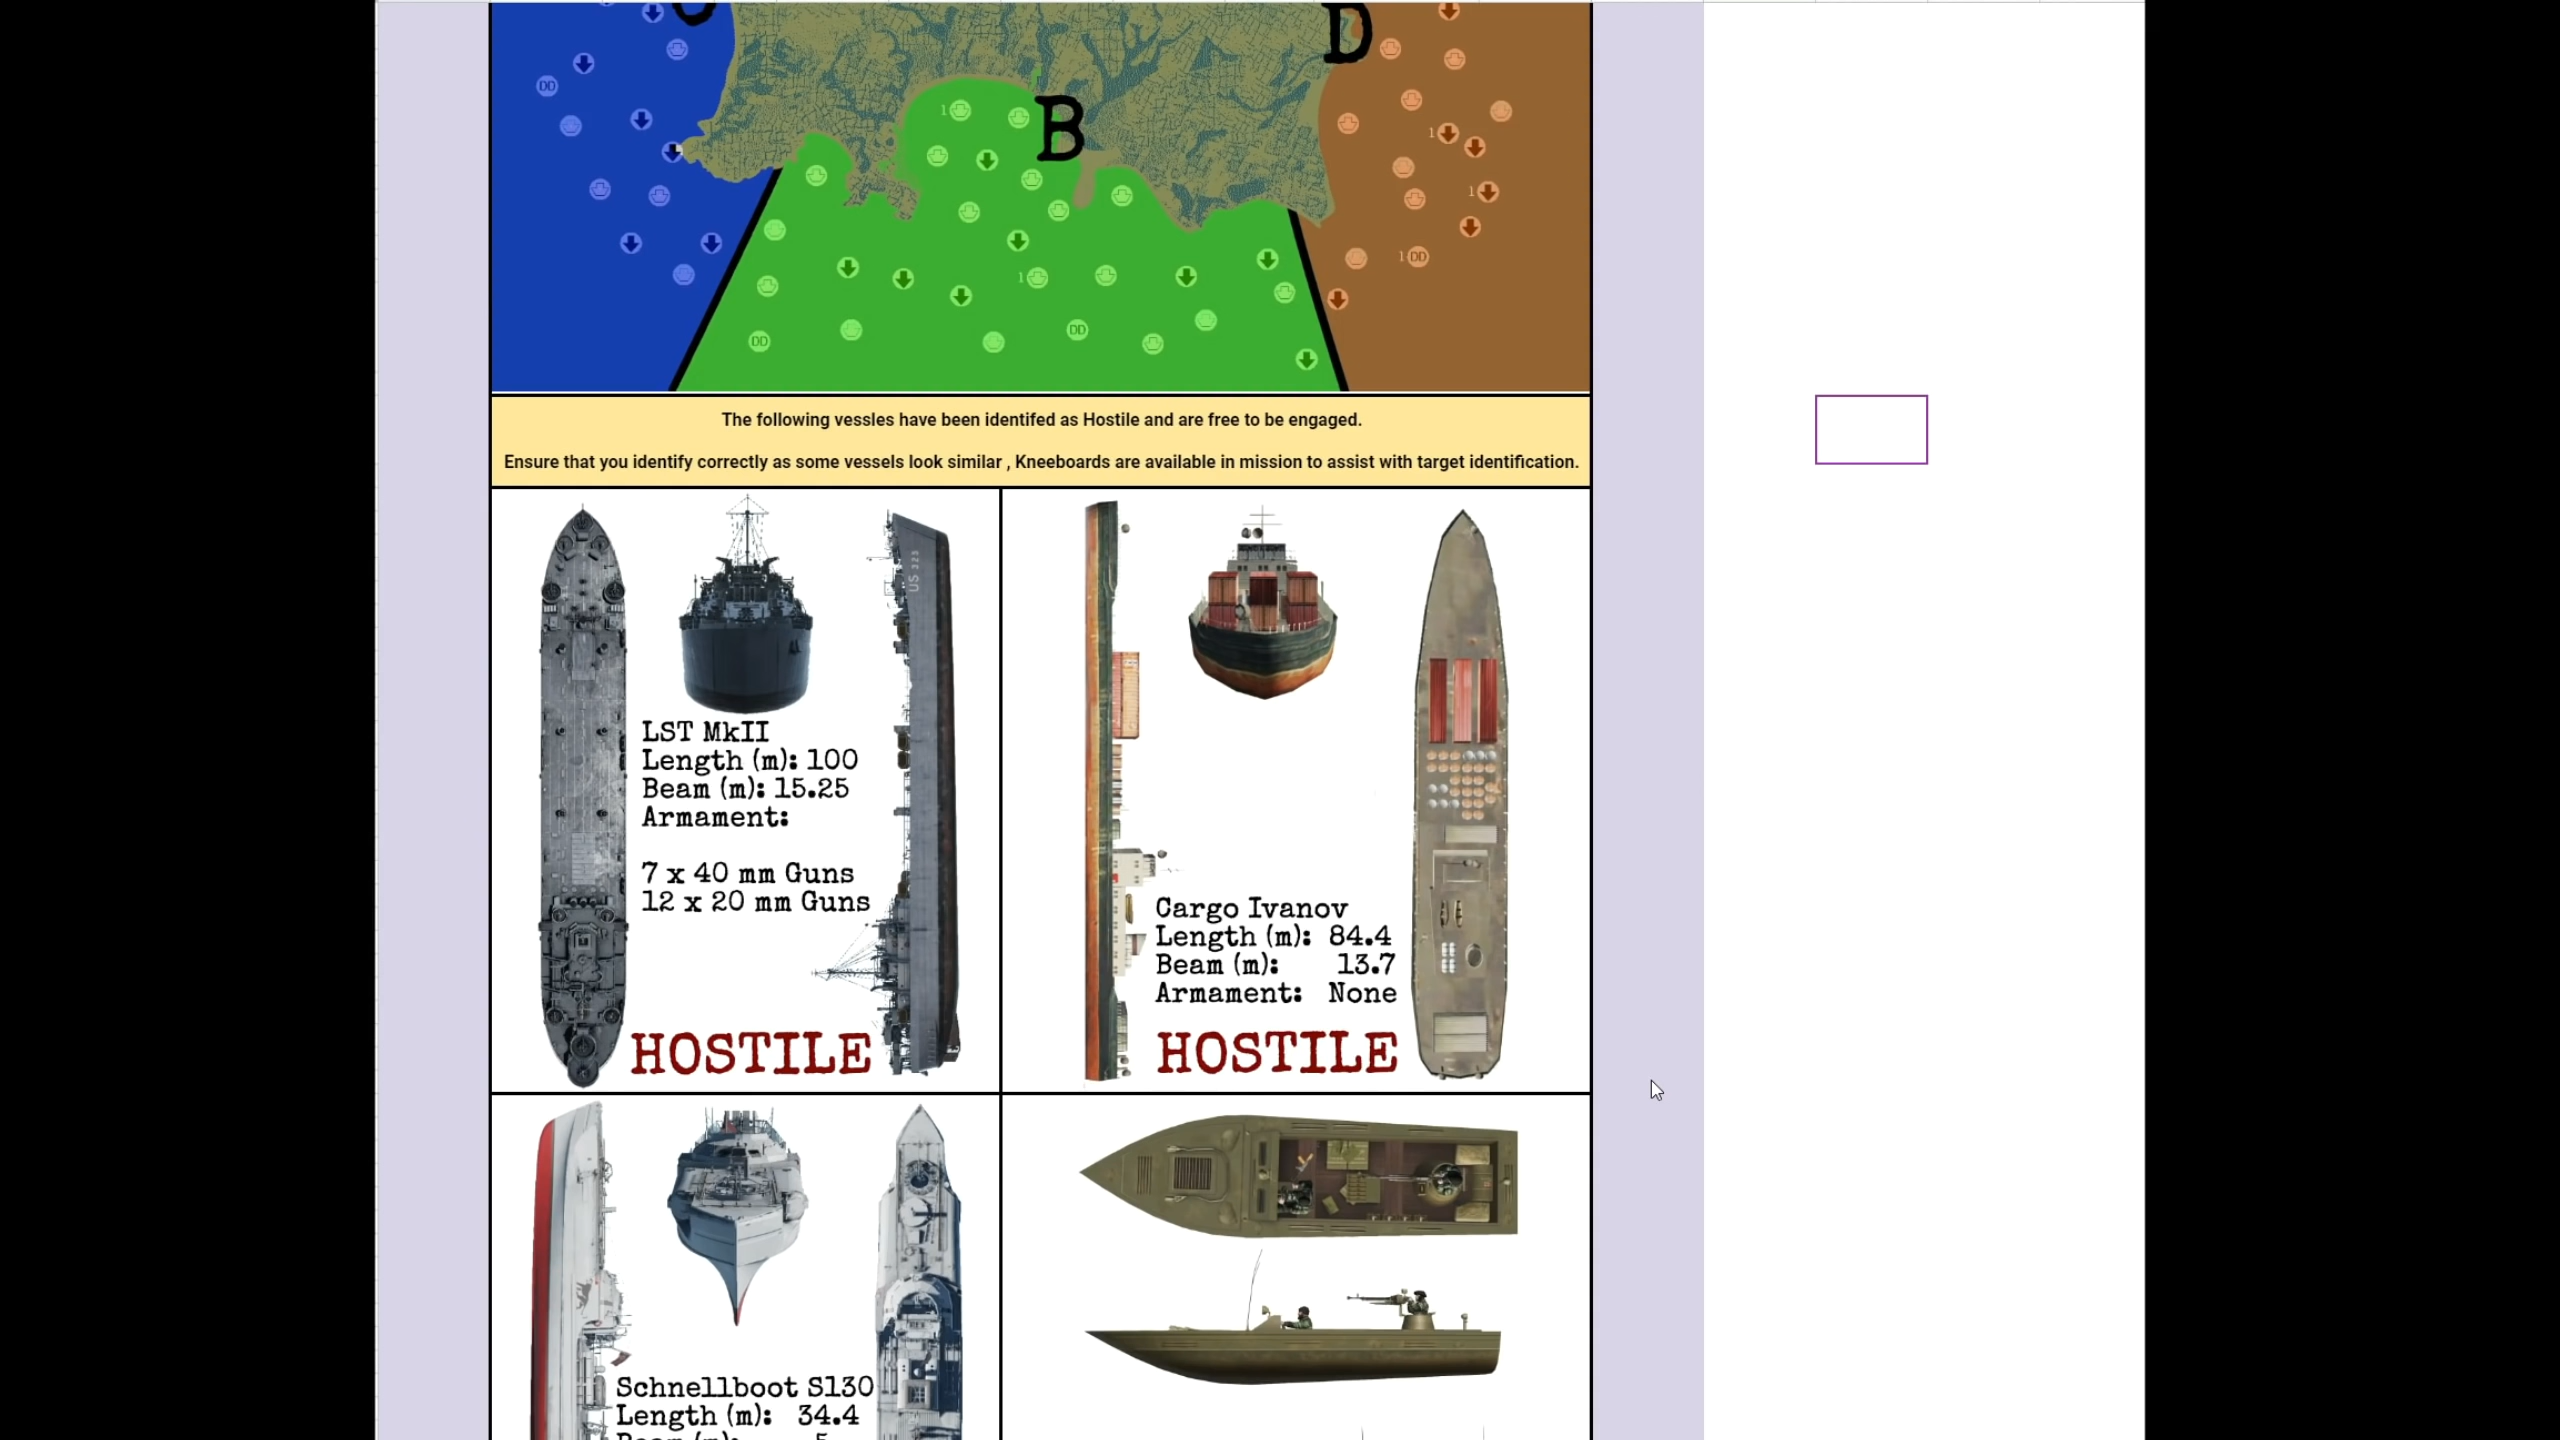 D
B
DD
1
1
1
1
1 DD
DD
DD
The following vessles have been identifed as Hostile and are free to be engaged.
Ensure that you identify correctly as some vessels look similar , Kneeboards are available in mission to assist with target identification.
US 323
LST MkII
Length (m): 100
Beam (m): 15.25
Armament:
7 x 40 mm Guns
12 x 20 mm Guns
HOSTILE
Cargo Ivanov
Length (m): 84.4
Beam (m): 13.7
Armament: None
HOSTILE
Schnellboot S130
Length (m): 34.4